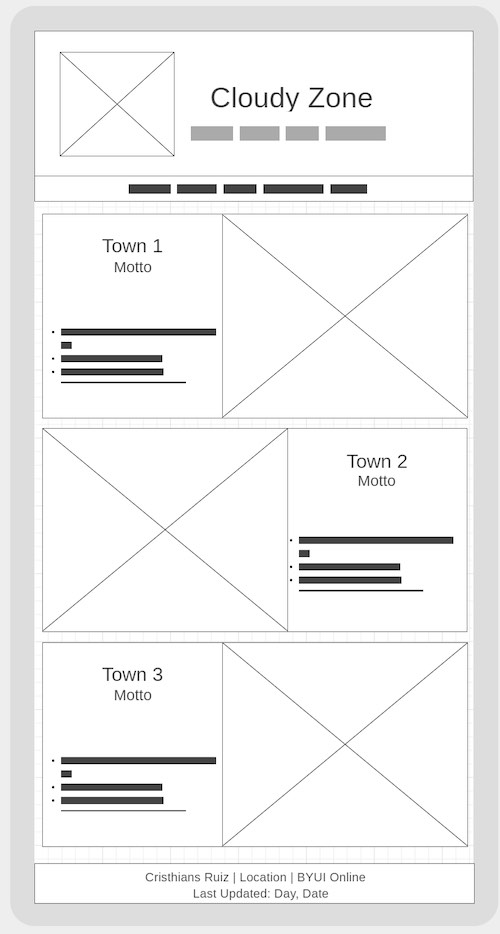 Cloudy Zone
Town 1
Motto
Town 2
Motto
Town 3
Motto
Cristhians Ruiz | Location | BYUI Online
Last Updated: Day, Date